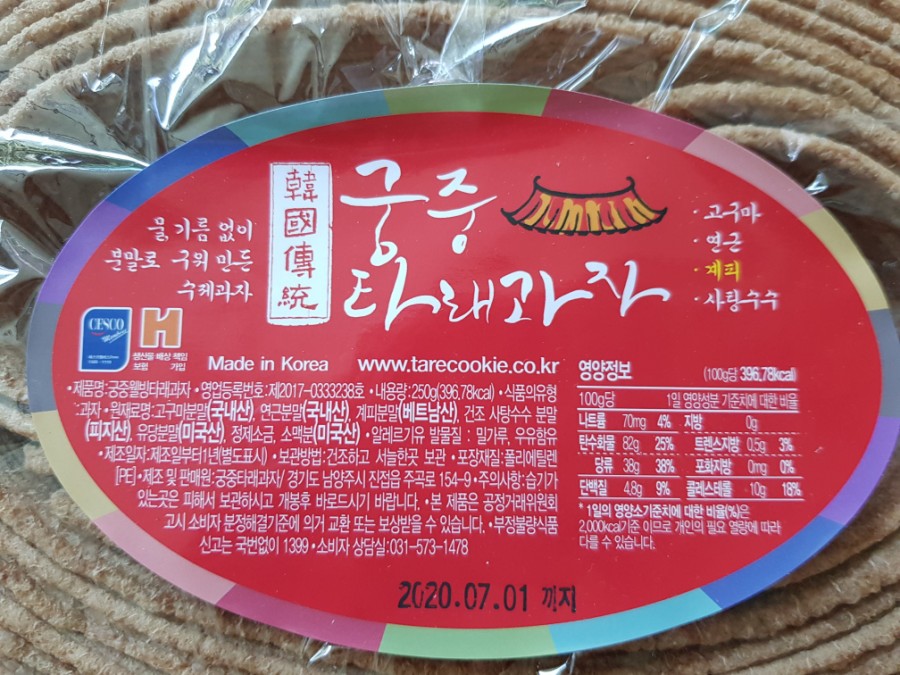 韓國傳統
궁중
타래과자
물, 기름 없이
분말로 구워 만든
수제과자
· 고구마
· 연근
· 계피
· 사탕수수
CESCO
H
생산물 배상 책임
보험 가입
Made in Korea
www.tarecookie.co.kr
• 제품명:궁중웰빙타래과자 • 영업등록번호: 제2017-0333238호 • 내용량: 250g(396,78kcal) • 식품의유형
:과자 • 원재료명:고구마분말(국내산), 연근분말(국내산), 계피분말(베트남산), 건조 사탕수수 분말
(피지산), 유당분말(미국산), 정제소금, 소맥분(미국산) • 알레르기유 발물질 : 밀가루, 우유함유
• 제조일자:제조일부터1년(별도표시) • 보관방법:건조하고 서늘한곳 보관 • 포장재질:폴리에틸렌
[PE] • 제조 및 판매원: 궁중타래과자/ 경기도 남양주시 진접읍 주곡로 154-9 • 주의사항:습기가
있는곳은 피해서 보관하시고 개봉후 바로드시기 바랍니다. • 본 제품은 공정거래위원회
고시 소비자 분쟁해결기준에 의거 교환 또는 보상받을 수 있습니다. • 부정불량식품
신고는 국번없이 1399 • 소비자 상담실:031-573-1478
영양정보 (100g당 396,78kcal)
100g당 1일 영양성분 기준치에 대한 비율
나트륨 70mg 4% 지방 0g
탄수화물 82g 25% 트렌스지방 0.5g 3%
당류 38g 38% 포화지방 0mg 0%
단백질 4.8g 9% 콜레스테롤 10g 18%
* 1일의 영양소기준치에 대한 비율(%)은
2,000kcal기준 이므로 개인의 필요 열량에 따라
다를 수 있습니다.
2020.07.01 까지